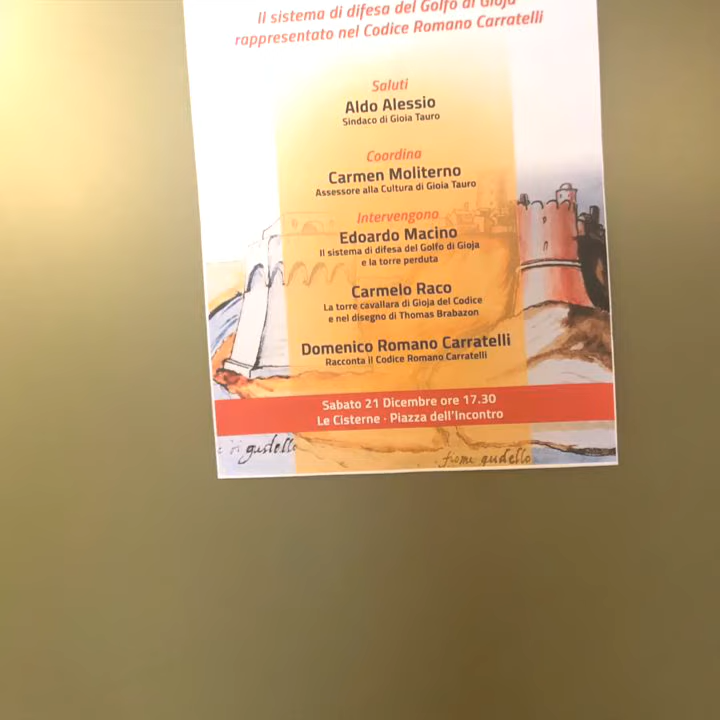 Il sistema di difesa del Golfo di Gioja
rappresentato nel Codice Romano Carratelli
Saluti
Aldo Alessio
Sindaco di Gioia Tauro
Coordina
Carmen Moliterno
Assessore alla Cultura di Gioia Tauro
Intervengono
Edoardo Macino
Il sistema di difesa del Golfo di Gioja
e la torre perduta
Carmelo Raco
La torre cavallara di Gioja del Codice
e nel disegno di Thomas Brabazon
Domenico Romano Carratelli
Racconta il Codice Romano Carratelli
Sabato 21 Dicembre ore 17.30
Le Cisterne - Piazza dell'Incontro
fiome gudello